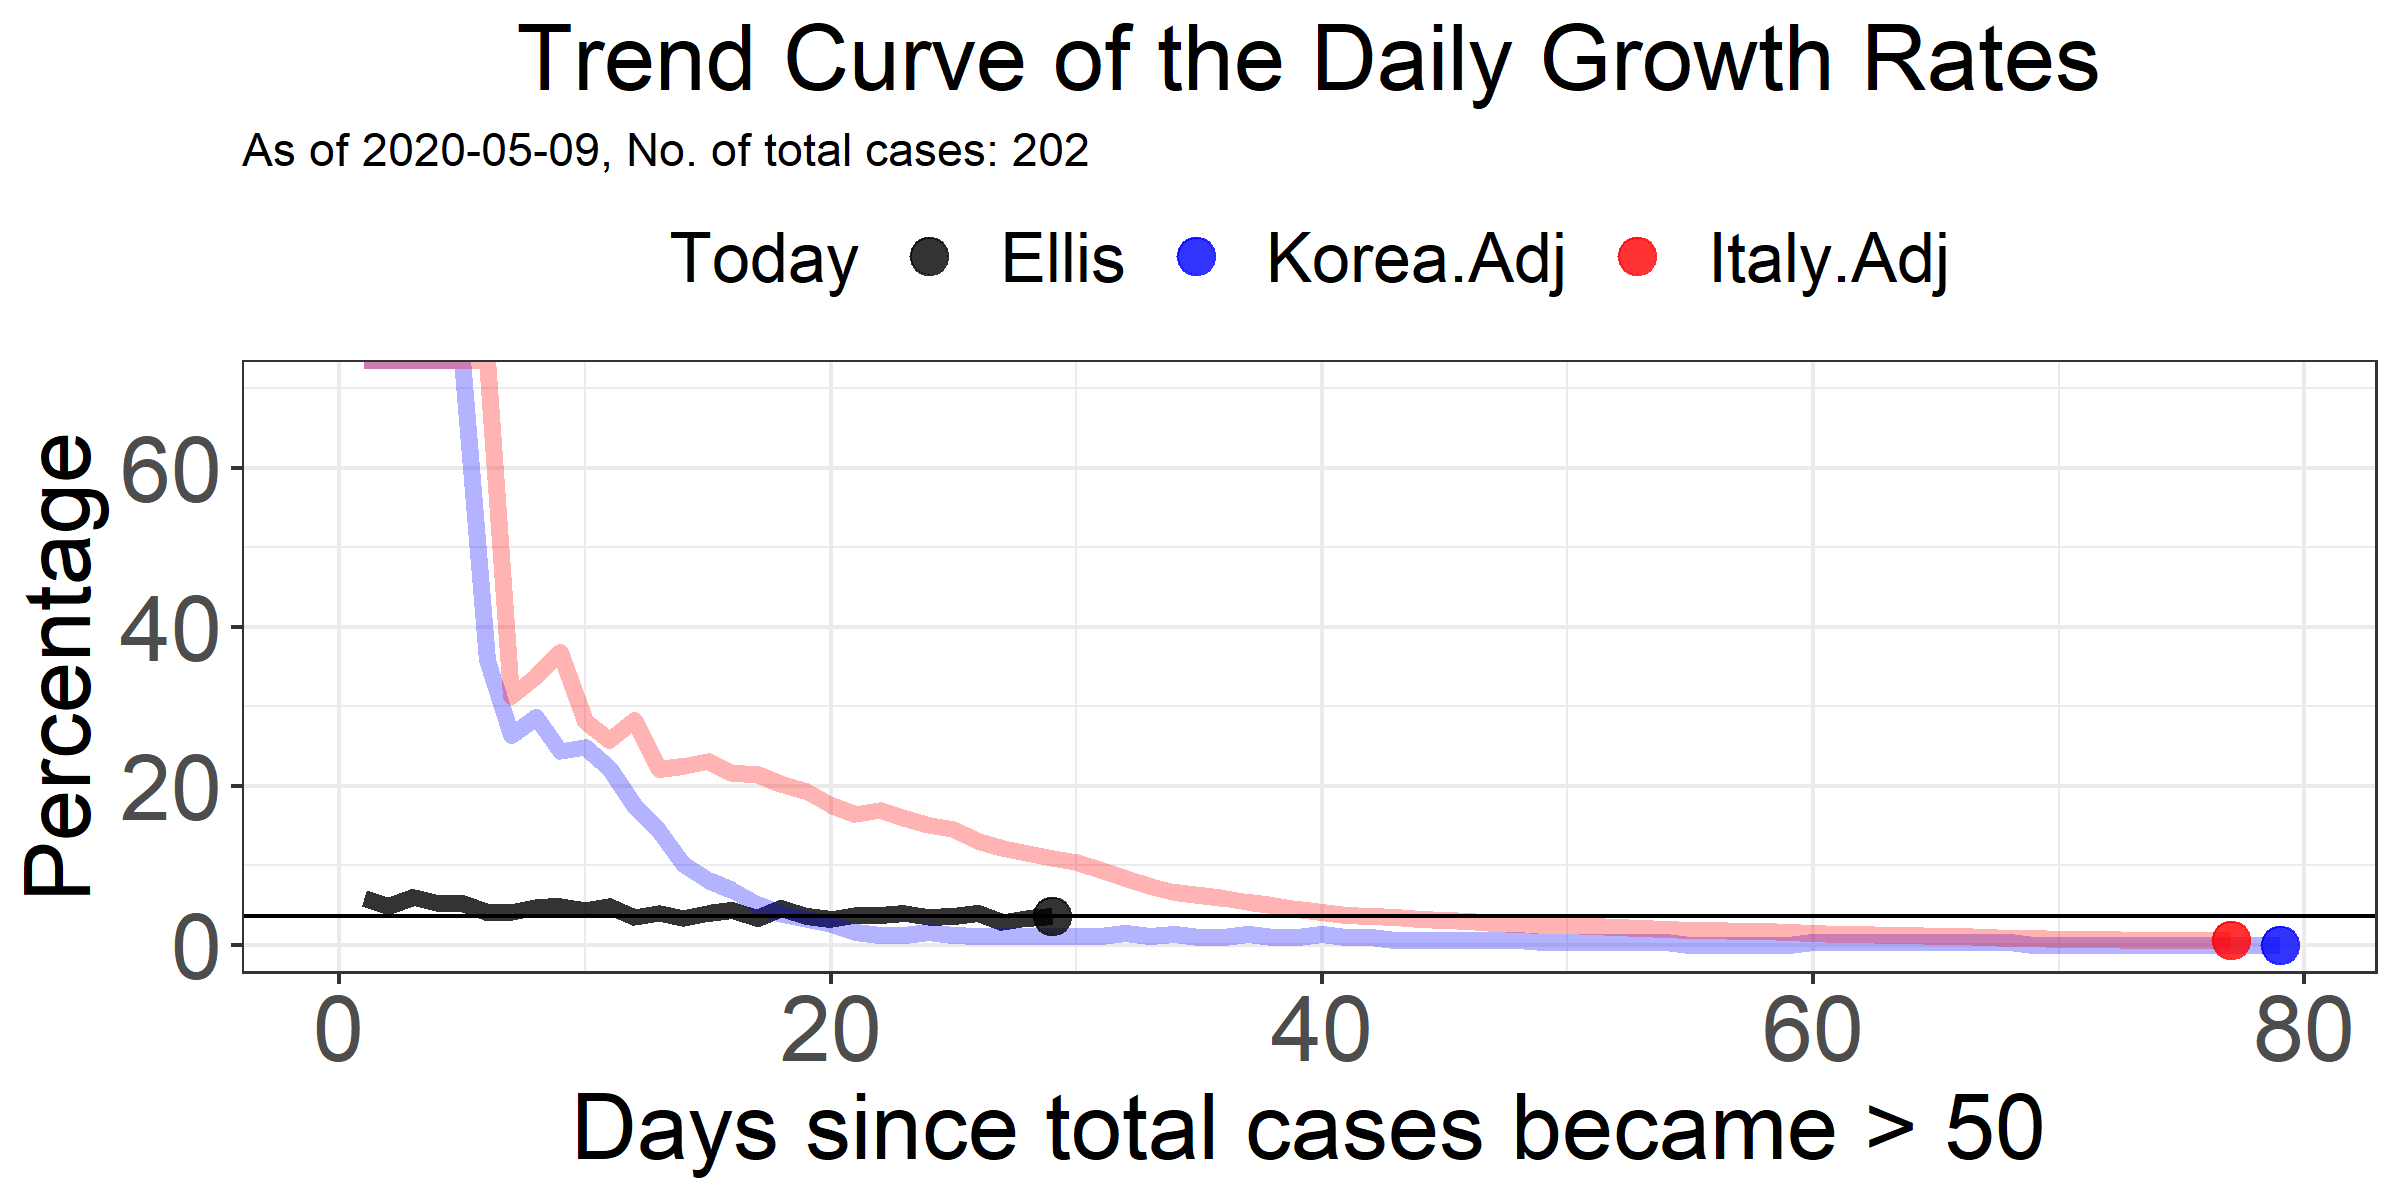 Trend Curve of the Daily Growth Rates
As of 2020-05-09, No. of total cases: 202
Today Ellis Korea.Adj Italy.Adj
Percentage
60
40
20
0
0 20 40 60 80
Days since total cases became > 50